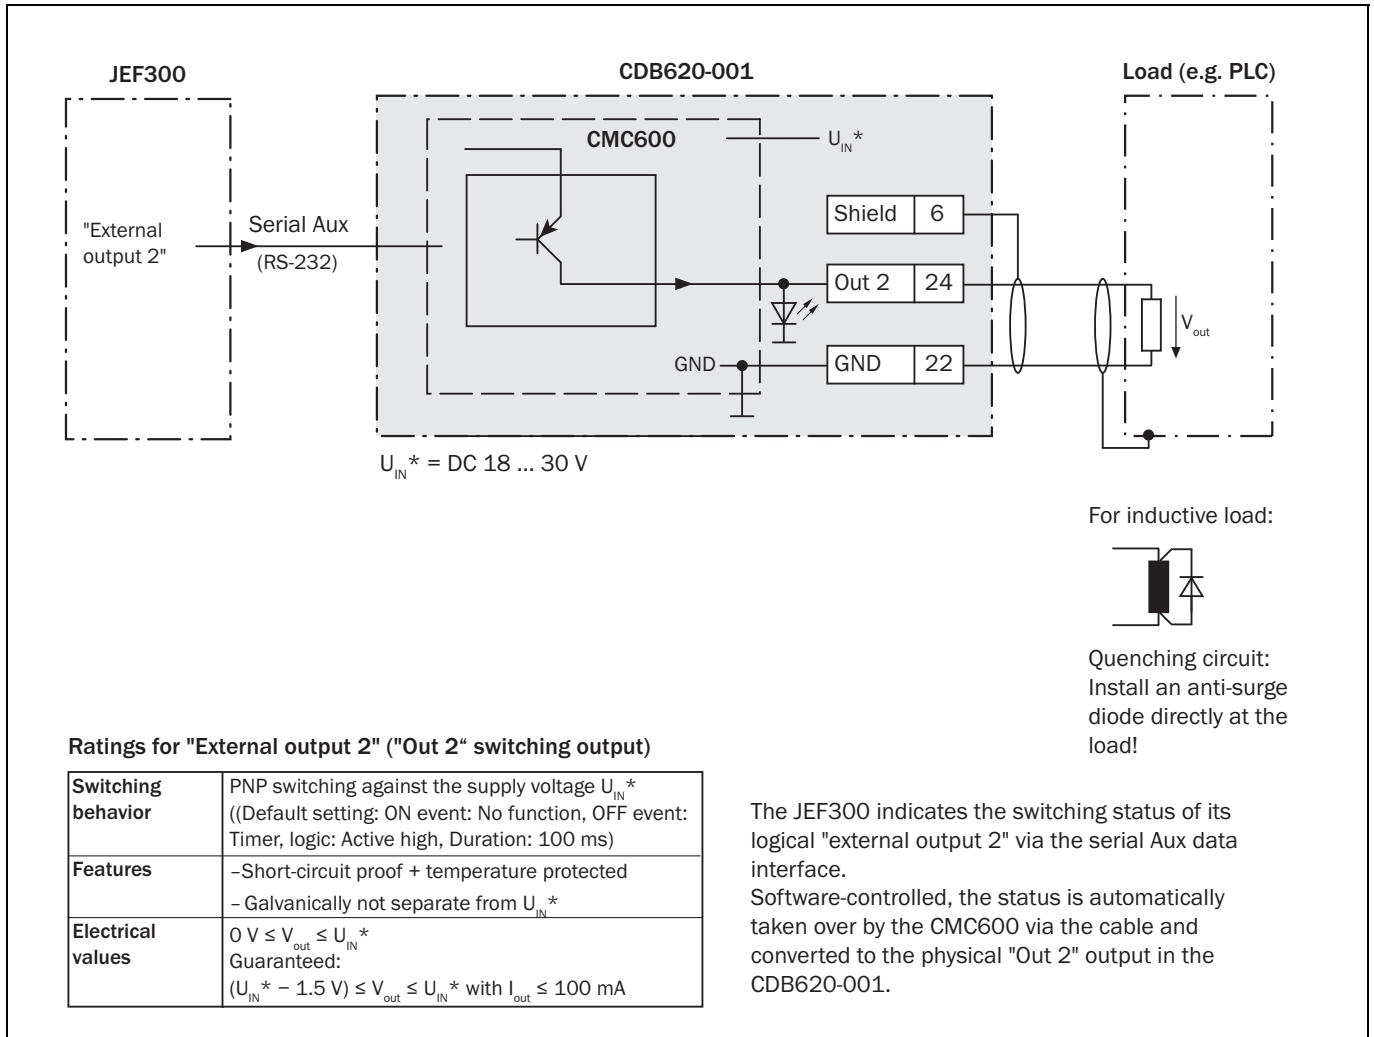 JEF300
CDB620-001
Load (e.g. PLC)
CMC600
U_IN*
"External
output 2"
Serial Aux
(RS-232)
Shield 6
Out 2 24
V_out
GND
GND 22
U_IN* = DC 18 ... 30 V
For inductive load:
Quenching circuit:
Install an anti-surge
diode directly at the
load!
Ratings for "External output 2" ("Out 2“ switching output)
Switching
behavior
PNP switching against the supply voltage U_IN*
((Default setting: ON event: No function, OFF event:
Timer, logic: Active high, Duration: 100 ms)
Features
–Short-circuit proof + temperature protected
– Galvanically not separate from U_IN*
Electrical
values
0 V ≤ V_out ≤ U_IN*
Guaranteed:
(U_IN* – 1.5 V) ≤ V_out ≤ U_IN* with I_out ≤ 100 mA
The JEF300 indicates the switching status of its
logical "external output 2" via the serial Aux data
interface.
Software-controlled, the status is automatically
taken over by the CMC600 via the cable and
converted to the physical "Out 2" output in the
CDB620-001.